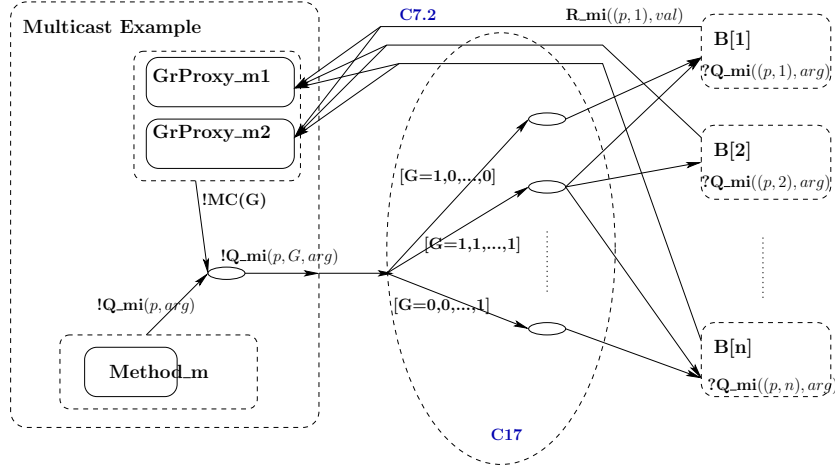 Multicast Example
C7.2
R_mi((p, 1), val)
B[1]
?Q_mi((p, 1), arg)
GrProxy_m1
GrProxy_m2
B[2]
?Q_mi((p, 2), arg)
[G=1,0,...,0]
!MC(G)
[G=1,1,...,1]
!Q_mi(p, G, arg)
!Q_mi(p, arg)
[G=0,0,...,1]
B[n]
Method_m
?Q_mi((p, n), arg)
C17